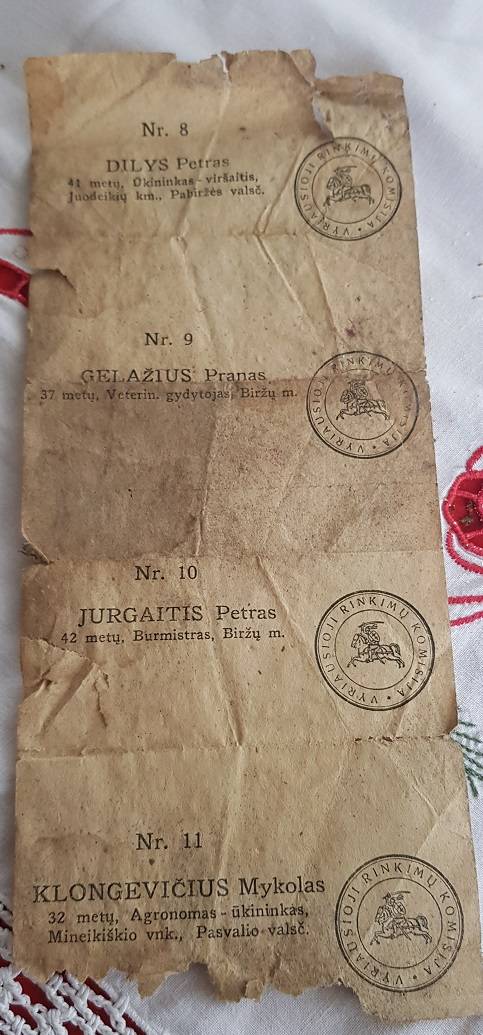 Nr. 8
DILYS Petras
41 metų, Ūkininkas - viršaitis,
Juodeikių km., Pabiržės valsč.
VYRIAUSIOJI RINKIMŲ KOMISIJA
Nr. 9
GELAŽIUS Pranas
37 metų, Veterin. gydytojas, Biržų m.
VYRIAUSIOJI RINKIMŲ KOMISIJA
Nr. 10
JURGAITIS Petras
42 metų, Burmistras, Biržų m.
VYRIAUSIOJI RINKIMŲ KOMISIJA
Nr. 11
KLONGEVIČIUS Mykolas
32 metų, Agronomas - ūkininkas,
Mineikiškio vnk., Pasvalio valsč.
VYRIAUSIOJI RINKIMŲ KOMISIJA